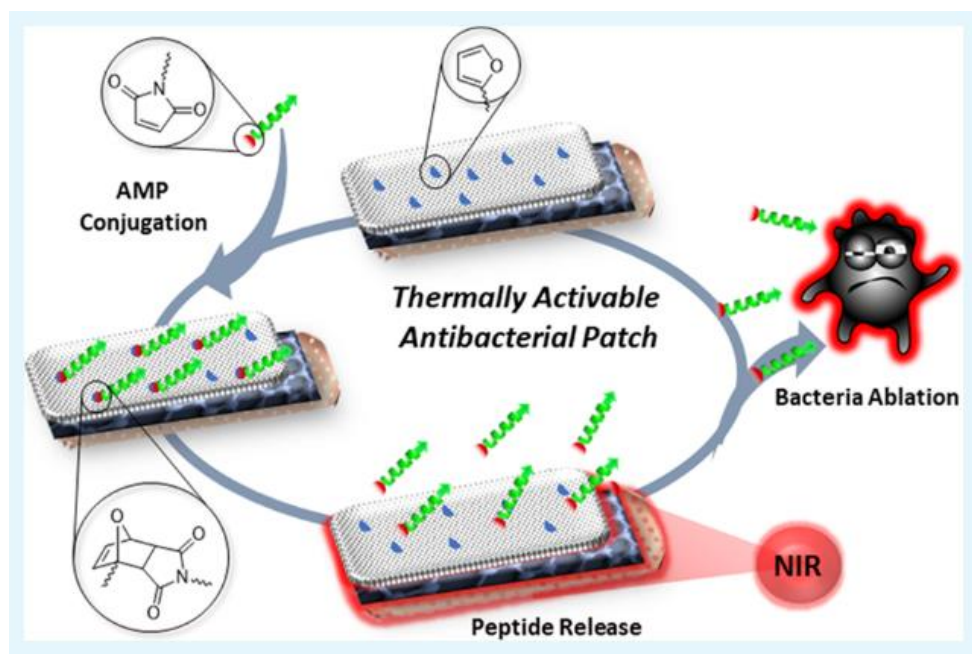 O
N
O
O
AMP
Conjugation
Thermally Activable
Antibacterial Patch
Bacteria Ablation
O
O
N
O
NIR
Peptide Release